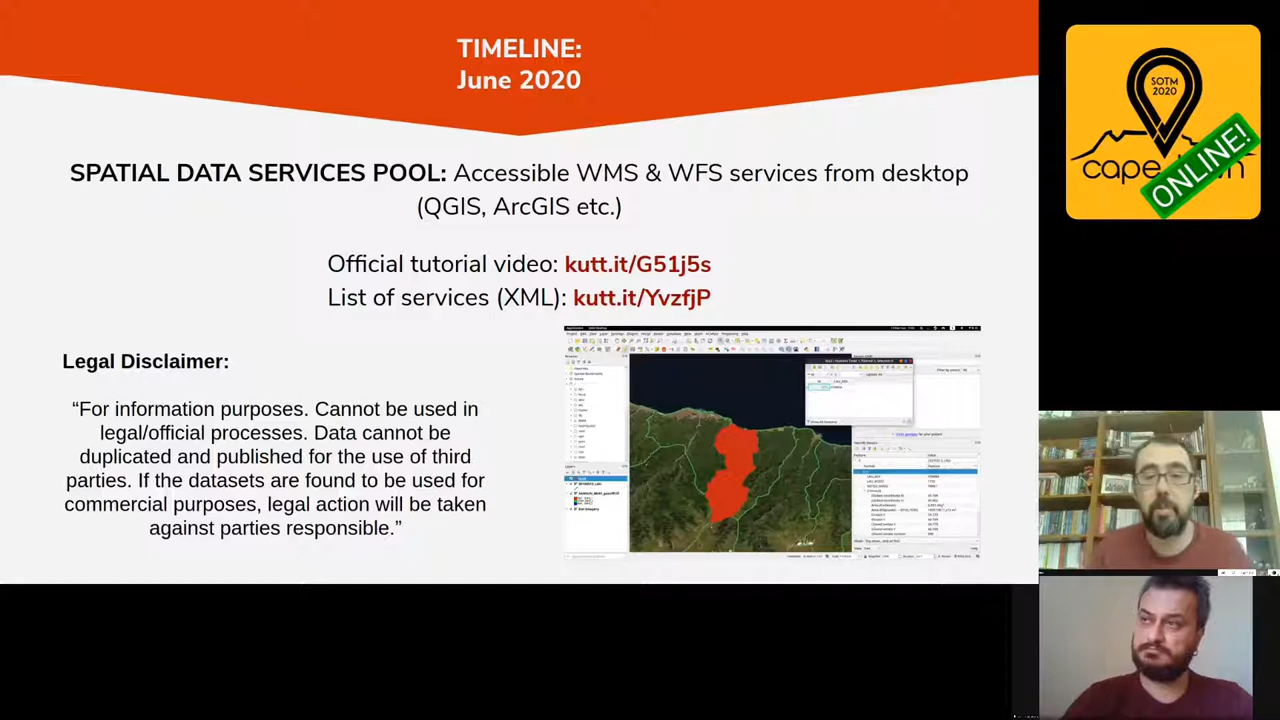 TIMELINE:
June 2020
SPATIAL DATA SERVICES POOL: Accessible WMS & WFS services from desktop
(QGIS, ArcGIS etc.)
Official tutorial video: kutt.it/G51j5s
List of services (XML): kutt.it/YvzfjP
Legal Disclaimer:
“For information purposes. Cannot be used in
legal/official processes. Data cannot be
duplicated and published for the use of third
parties. If the datasets are found to be used for
commercial purposes, legal action will be taken
against parties responsible.”
SOTM
2020
cape town
ONLINE!